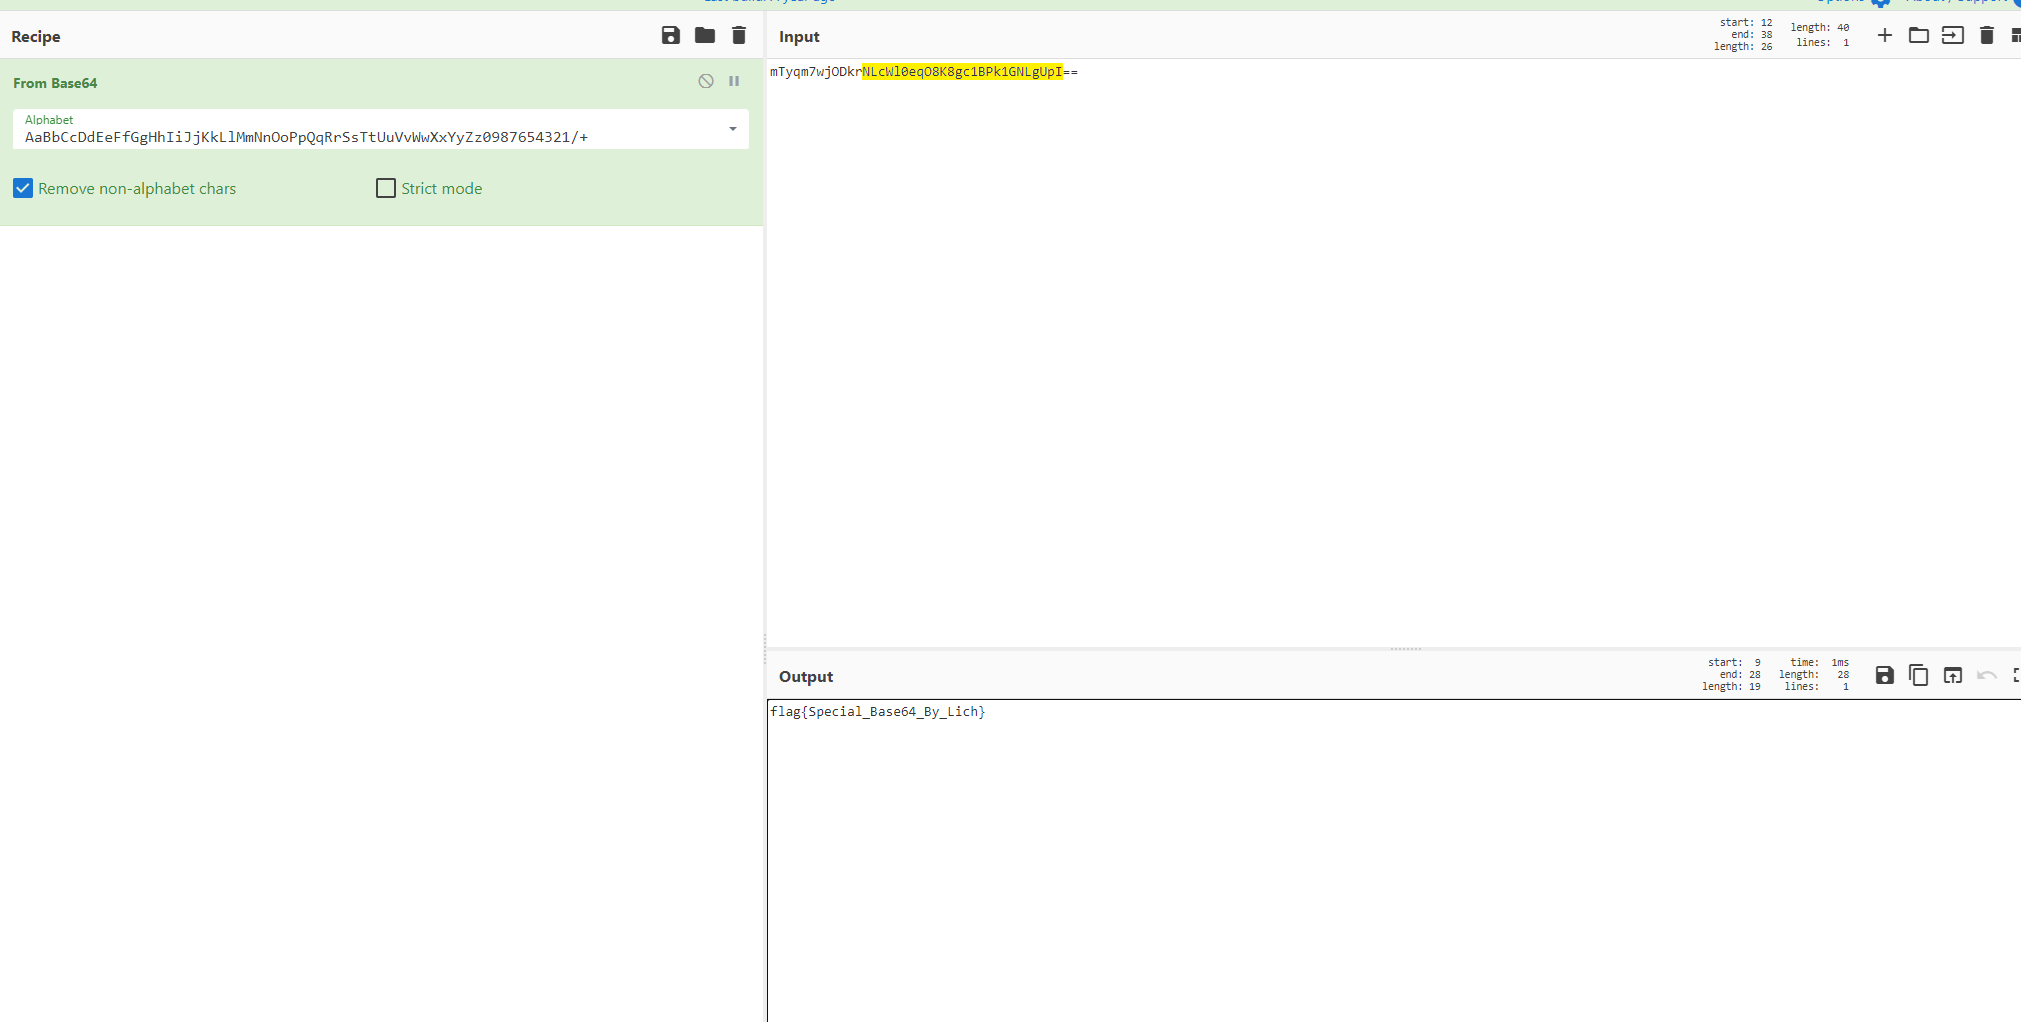 Recipe
Input
start: 12
end: 38
length: 26
length: 40
lines: 1
From Base64
Alphabet
AaBbCcDdEeFfGgHhIiJjKkLlMmNnOoPpQqRrSsTtUuVvWwXxYyZz0987654321/+
Remove non-alphabet chars
Strict mode
mTyqm7wjODkrNLcWl0eqO8K8gc1BPk1GNLgUpI==
Output
start: 9
end: 28
length: 19
time: 1ms
length: 28
lines: 1
flag{Special_Base64_By_Lich}